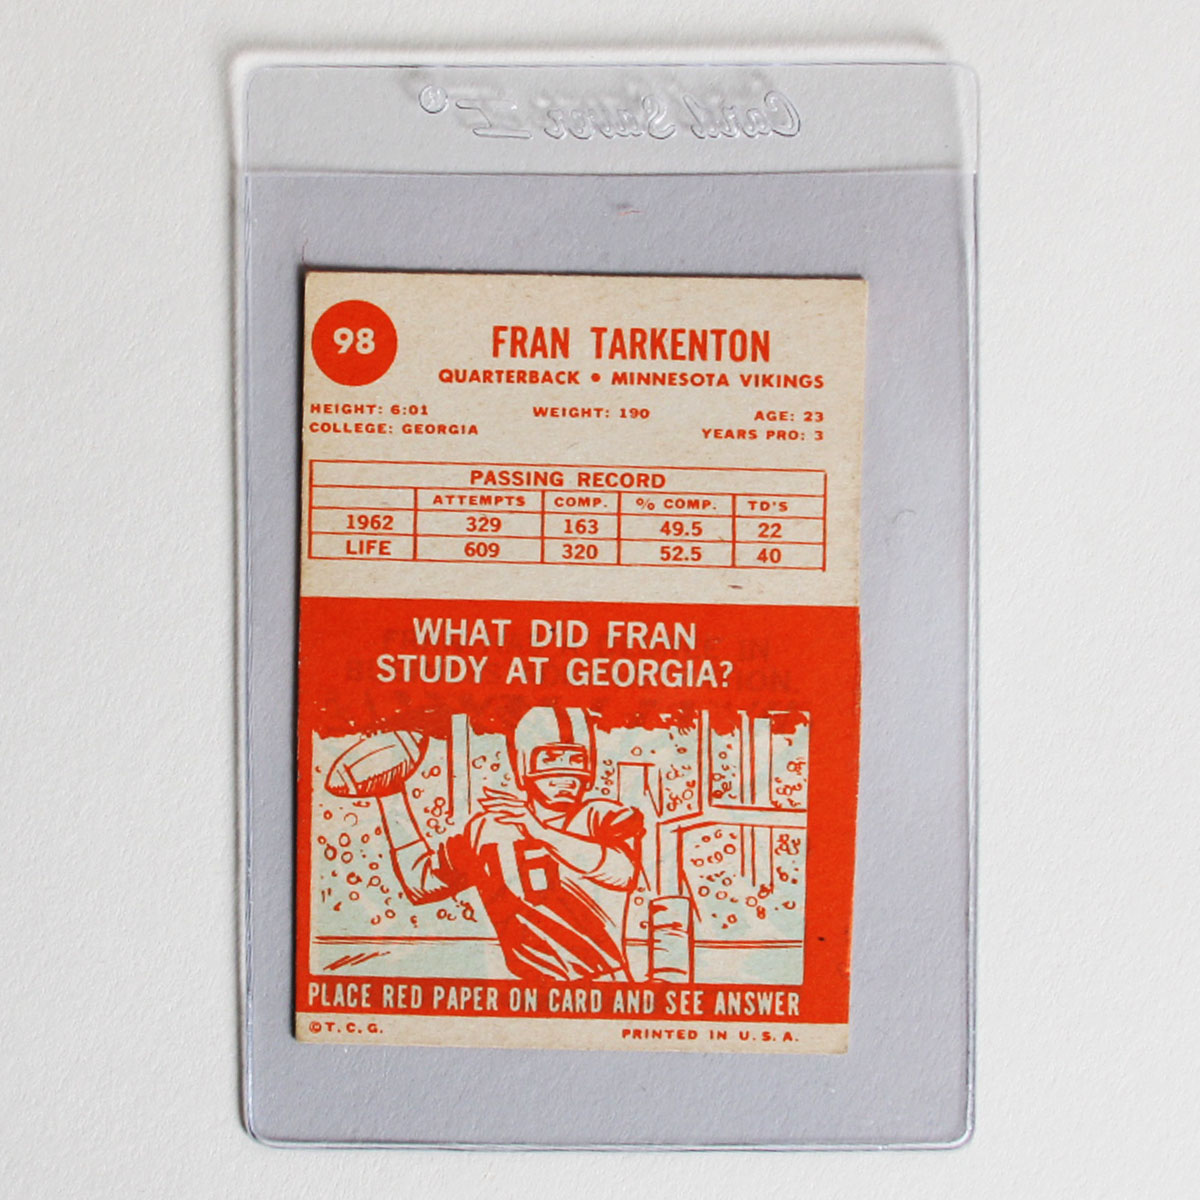 Card Saver I®
98
FRAN TARKENTON
QUARTERBACK • MINNESOTA VIKINGS
HEIGHT: 6:01 WEIGHT: 190 AGE: 23
COLLEGE: GEORGIA YEARS PRO: 3
PASSING RECORD
ATTEMPTS COMP. % COMP. TD'S
1962 329 163 49.5 22
LIFE 609 320 52.5 40
WHAT DID FRAN
STUDY AT GEORGIA?
16
PLACE RED PAPER ON CARD AND SEE ANSWER
©T.C.G. PRINTED IN U.S.A.